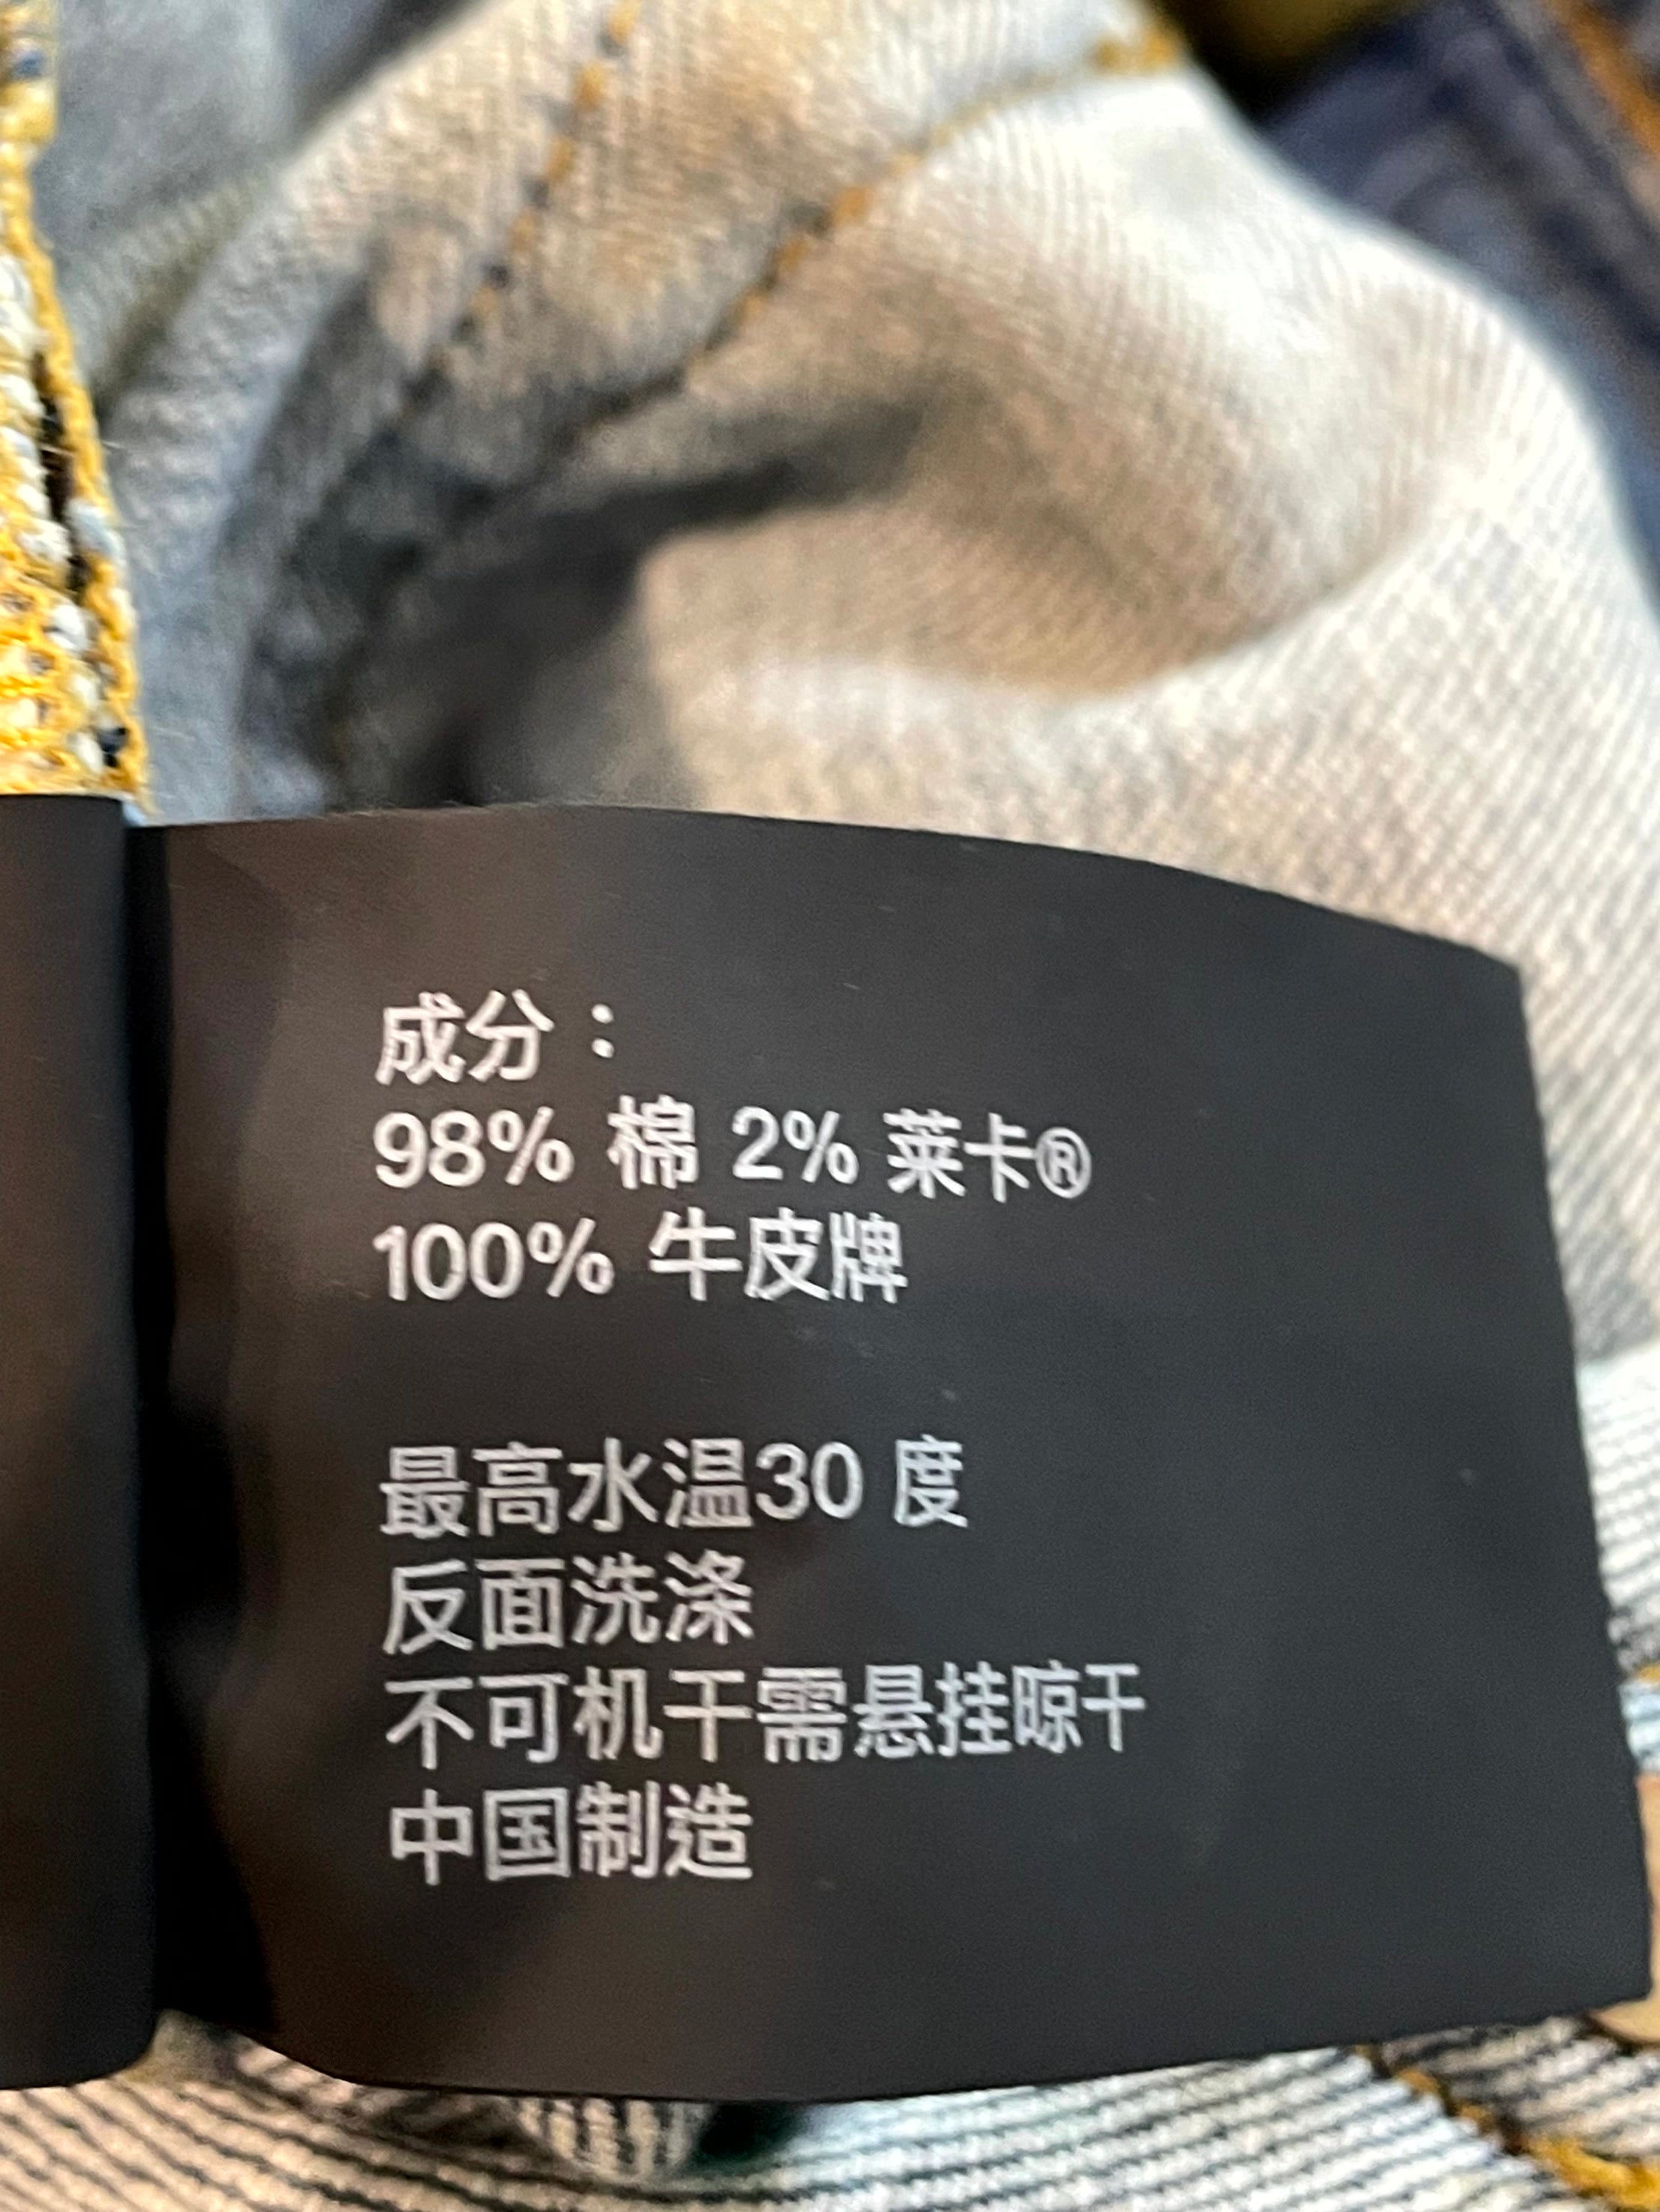 成分：
98% 棉 2% 莱卡®
100% 牛皮牌
最高水温30 度
反面洗涤
不可机干需悬挂晾干
中国制造